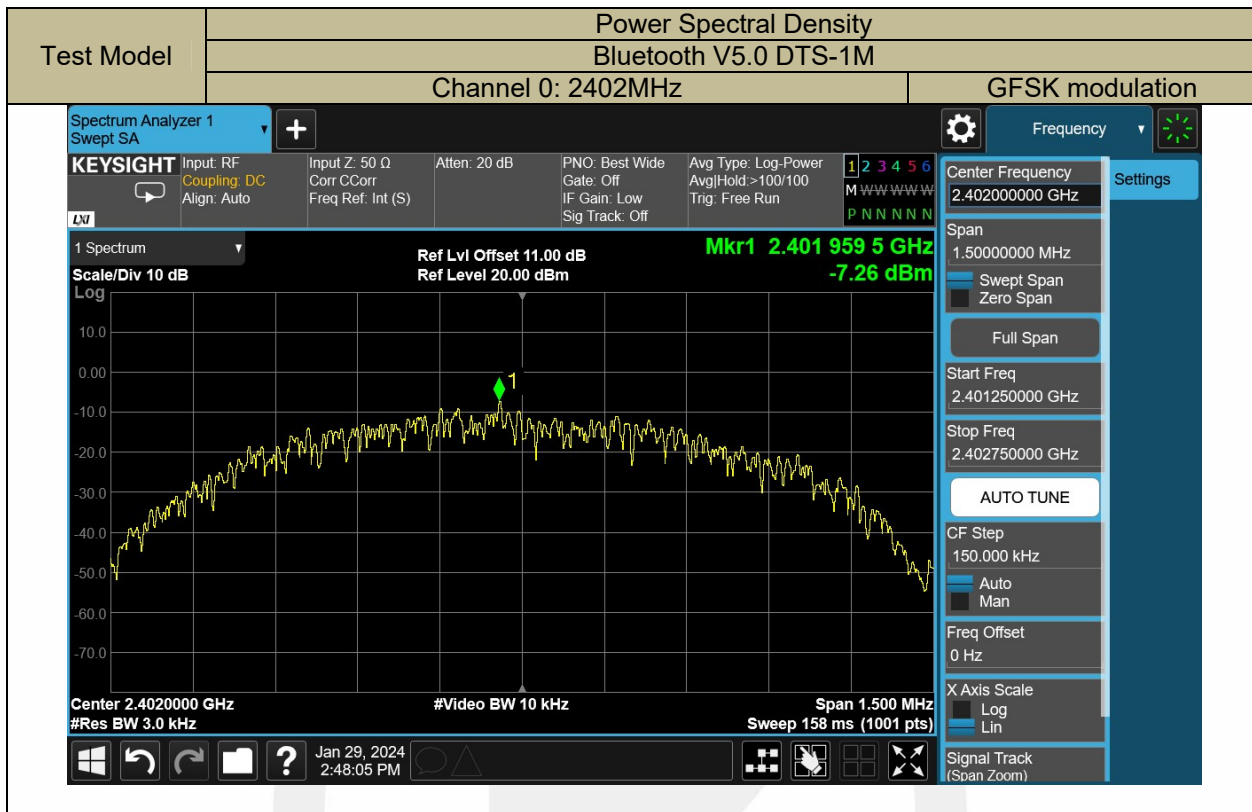 Test Model
Power Spectral Density
Bluetooth V5.0 DTS-1M
Channel 0: 2402MHz
GFSK modulation
Spectrum Analyzer 1
Swept SA
Frequency
KEYSIGHT
LXI
Input: RF
Coupling: DC
Align: Auto
Input Z: 50 Ω
Corr CCorr
Freq Ref: Int (S)
Atten: 20 dB
PNO: Best Wide
Gate: Off
IF Gain: Low
Sig Track: Off
Avg Type: Log-Power
Avg|Hold:>100/100
Trig: Free Run
1 2 3 4 5 6
M W W W W W
P N N N N N
1 Spectrum
Scale/Div 10 dB
Log
Ref Lvl Offset 11.00 dB
Ref Level 20.00 dBm
Mkr1 2.401 959 5 GHz
-7.26 dBm
10.0
0.00
-10.0
-20.0
-30.0
-40.0
-50.0
-60.0
-70.0
1
Center 2.4020000 GHz
#Res BW 3.0 kHz
#Video BW 10 kHz
Span 1.500 MHz
Sweep 158 ms (1001 pts)
Jan 29, 2024
2:48:05 PM
Center Frequency
2.402000000 GHz
Settings
Span
1.50000000 MHz
Swept Span
Zero Span
Full Span
Start Freq
2.401250000 GHz
Stop Freq
2.402750000 GHz
AUTO TUNE
CF Step
150.000 kHz
Auto
Man
Freq Offset
0 Hz
X Axis Scale
Log
Lin
Signal Track
(Span Zoom)